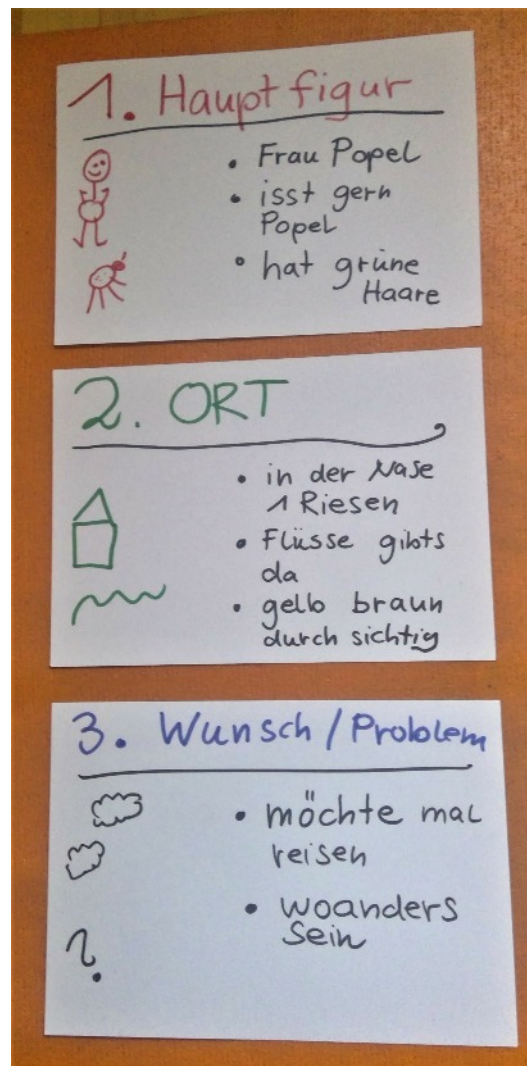 1. Hauptfigur
• Frau Popel
• isst gern
Popel
• hat grüne
Haare
2. ORT
• in der Nase
1 Riesen
• Flüsse gibts
da
• gelb braun
durch sichtig
3. Wunsch / Problem
• möchte mal
reisen
• woanders
sein
?